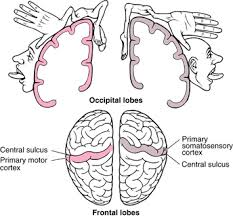 Occipital lobes
Central sulcus
Primary motor
cortex
Primary
somatosensory
cortex
Central sulcus
Frontal lobes